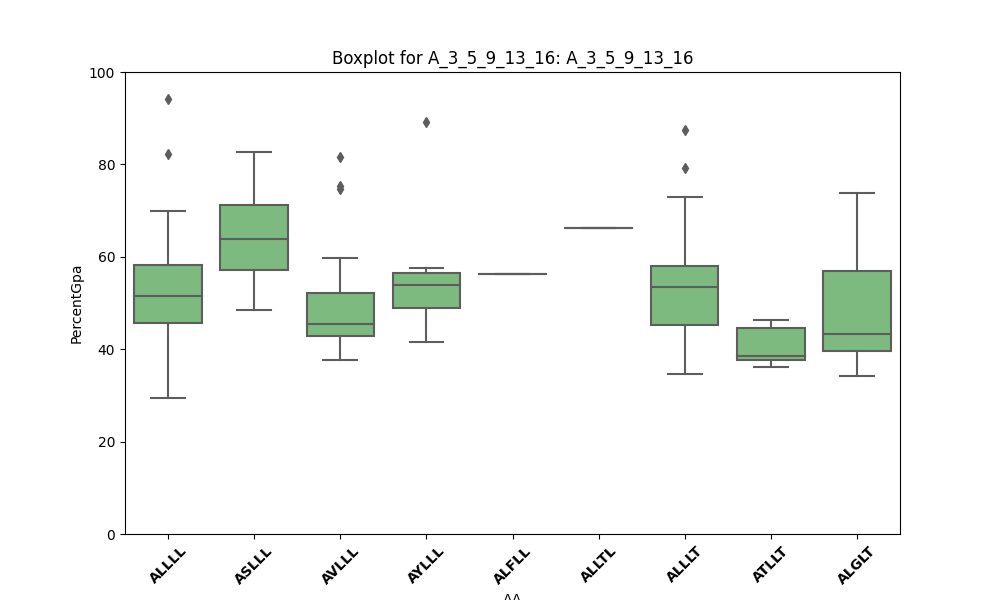 Boxplot for A_3_5_9_13_16: A_3_5_9_13_16
100
80
60
40
20
0
PercentGpa
ALLLL
ASLLL
AVLLL
AYLLL
ALFLL
ALLTL
ALLLT
ATLLT
ALGLT
AA